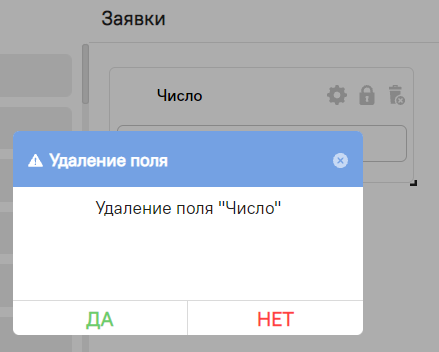 Заявки
Число
Удаление поля
Удаление поля "Число"
ДА
НЕТ